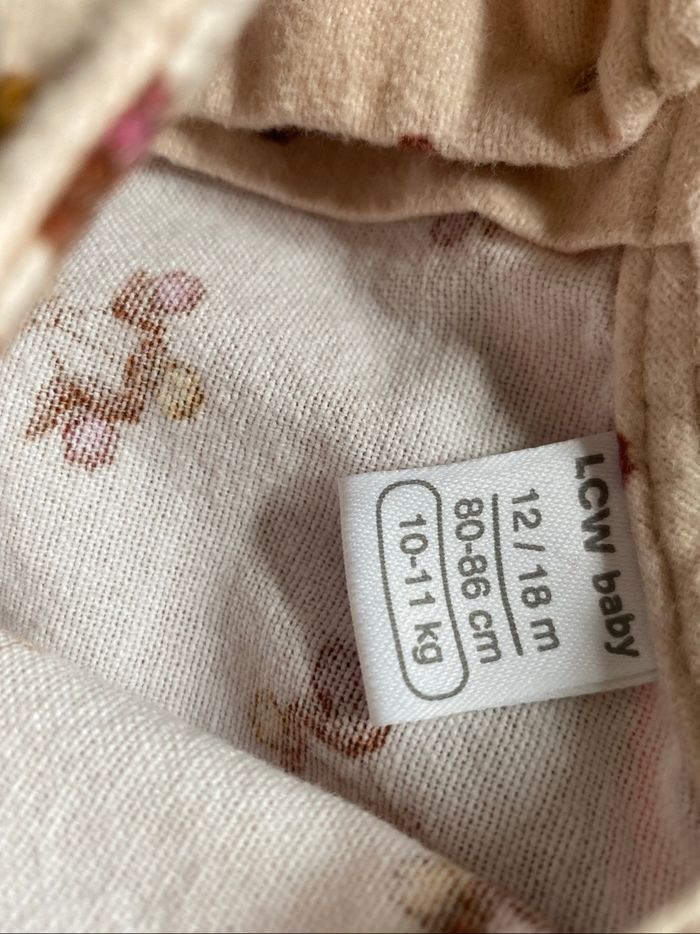 LCW baby
12 / 18 m
80-86 cm
10-11 kg